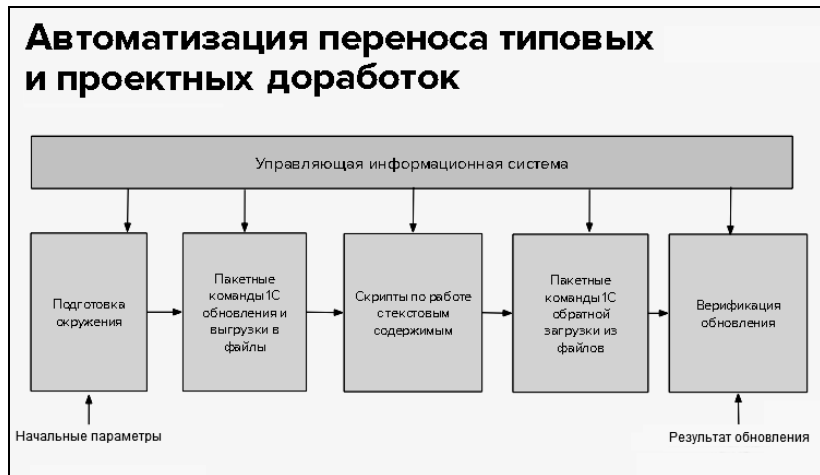 Автоматизация переноса типовых
и проектных доработок
Управляющая информационная система
Подготовка
окружения
Пакетные
команды 1С
обновления и
выгрузки в
файлы
Скрипты по работе
с текстовым
содержимым
Пакетные
команды 1С
обратной
загрузки из
файлов
Верификация
обновления
Начальные параметры
Результат обновления